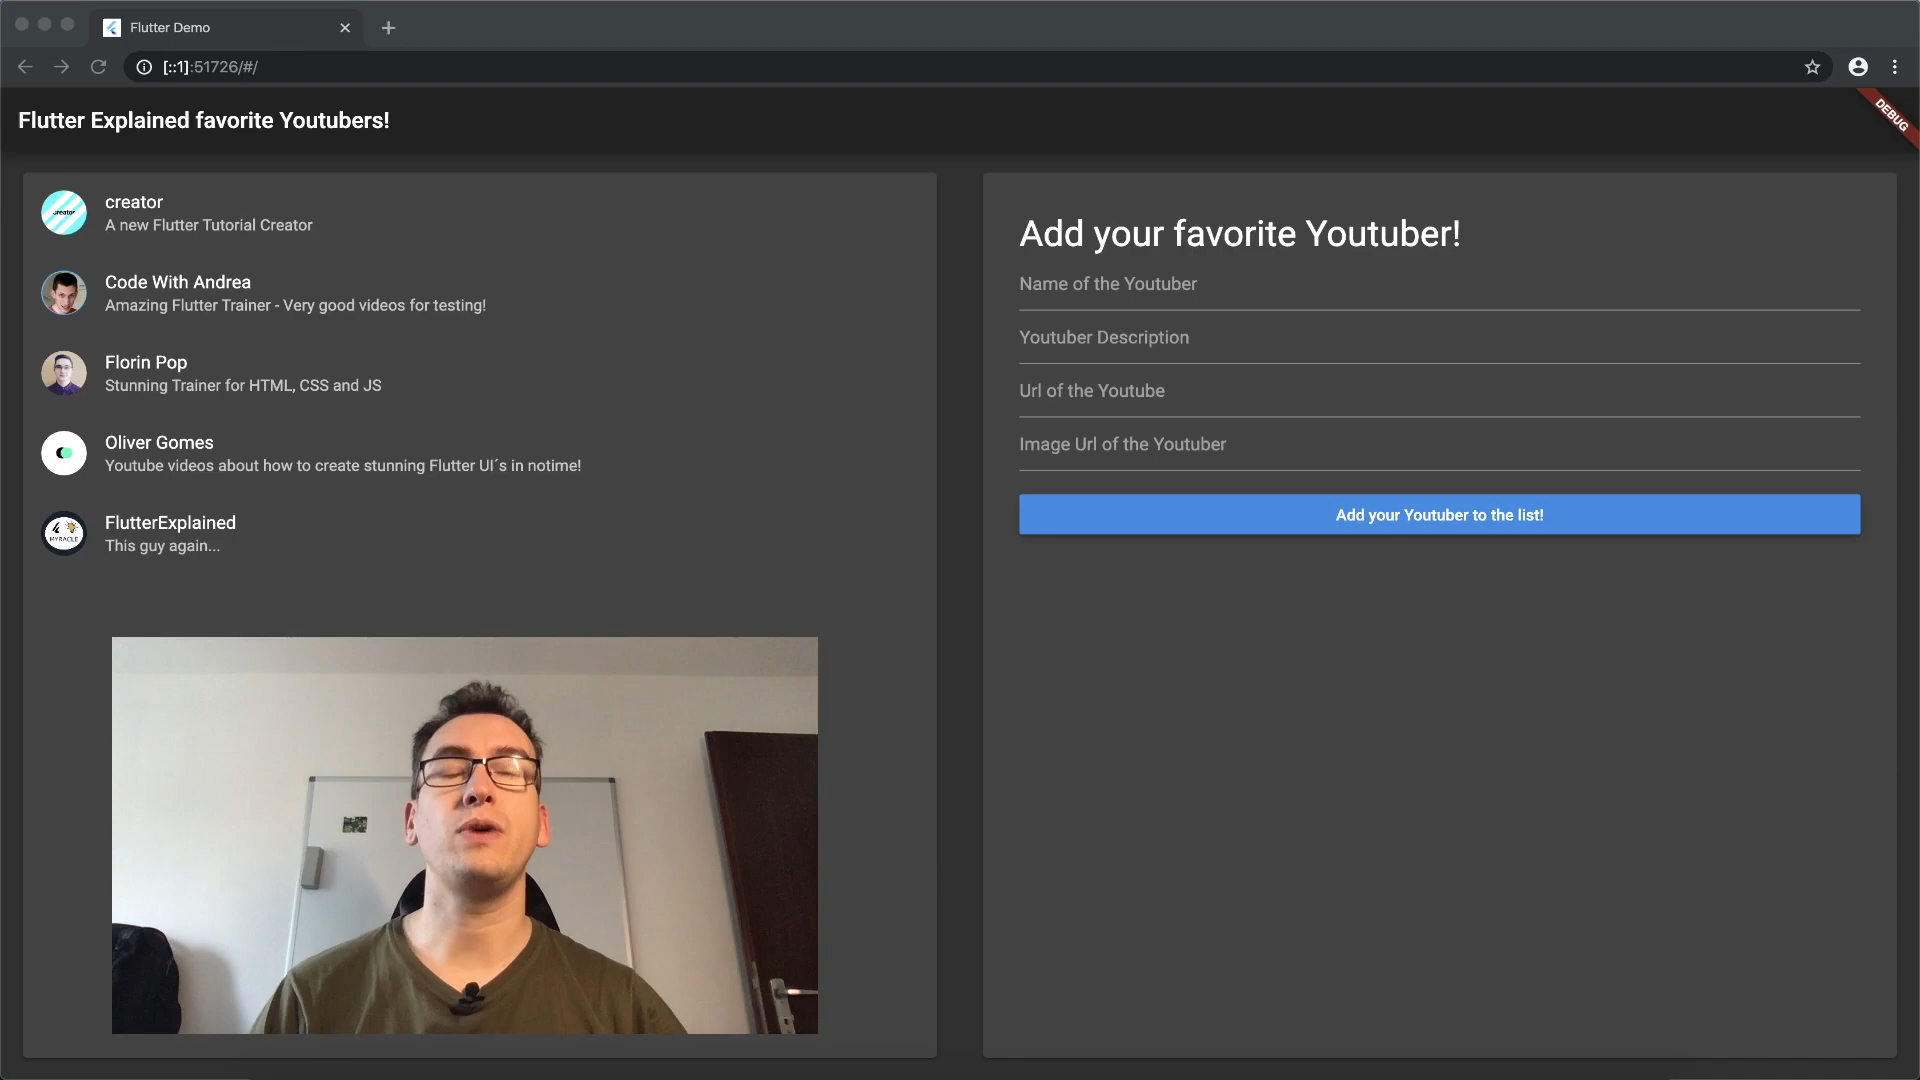 Flutter Demo
[::1]:51726/#/
Flutter Explained favorite Youtubers!
DEBUG
creator
creator
A new Flutter Tutorial Creator
Code With Andrea
Amazing Flutter Trainer - Very good videos for testing!
Florin Pop
Stunning Trainer for HTML, CSS and JS
Oliver Gomes
Youtube videos about how to create stunning Flutter UI´s in notime!
MYRACLE
FlutterExplained
This guy again...
Add your favorite Youtuber!
Name of the Youtuber
Youtuber Description
Url of the Youtube
Image Url of the Youtuber
Add your Youtuber to the list!